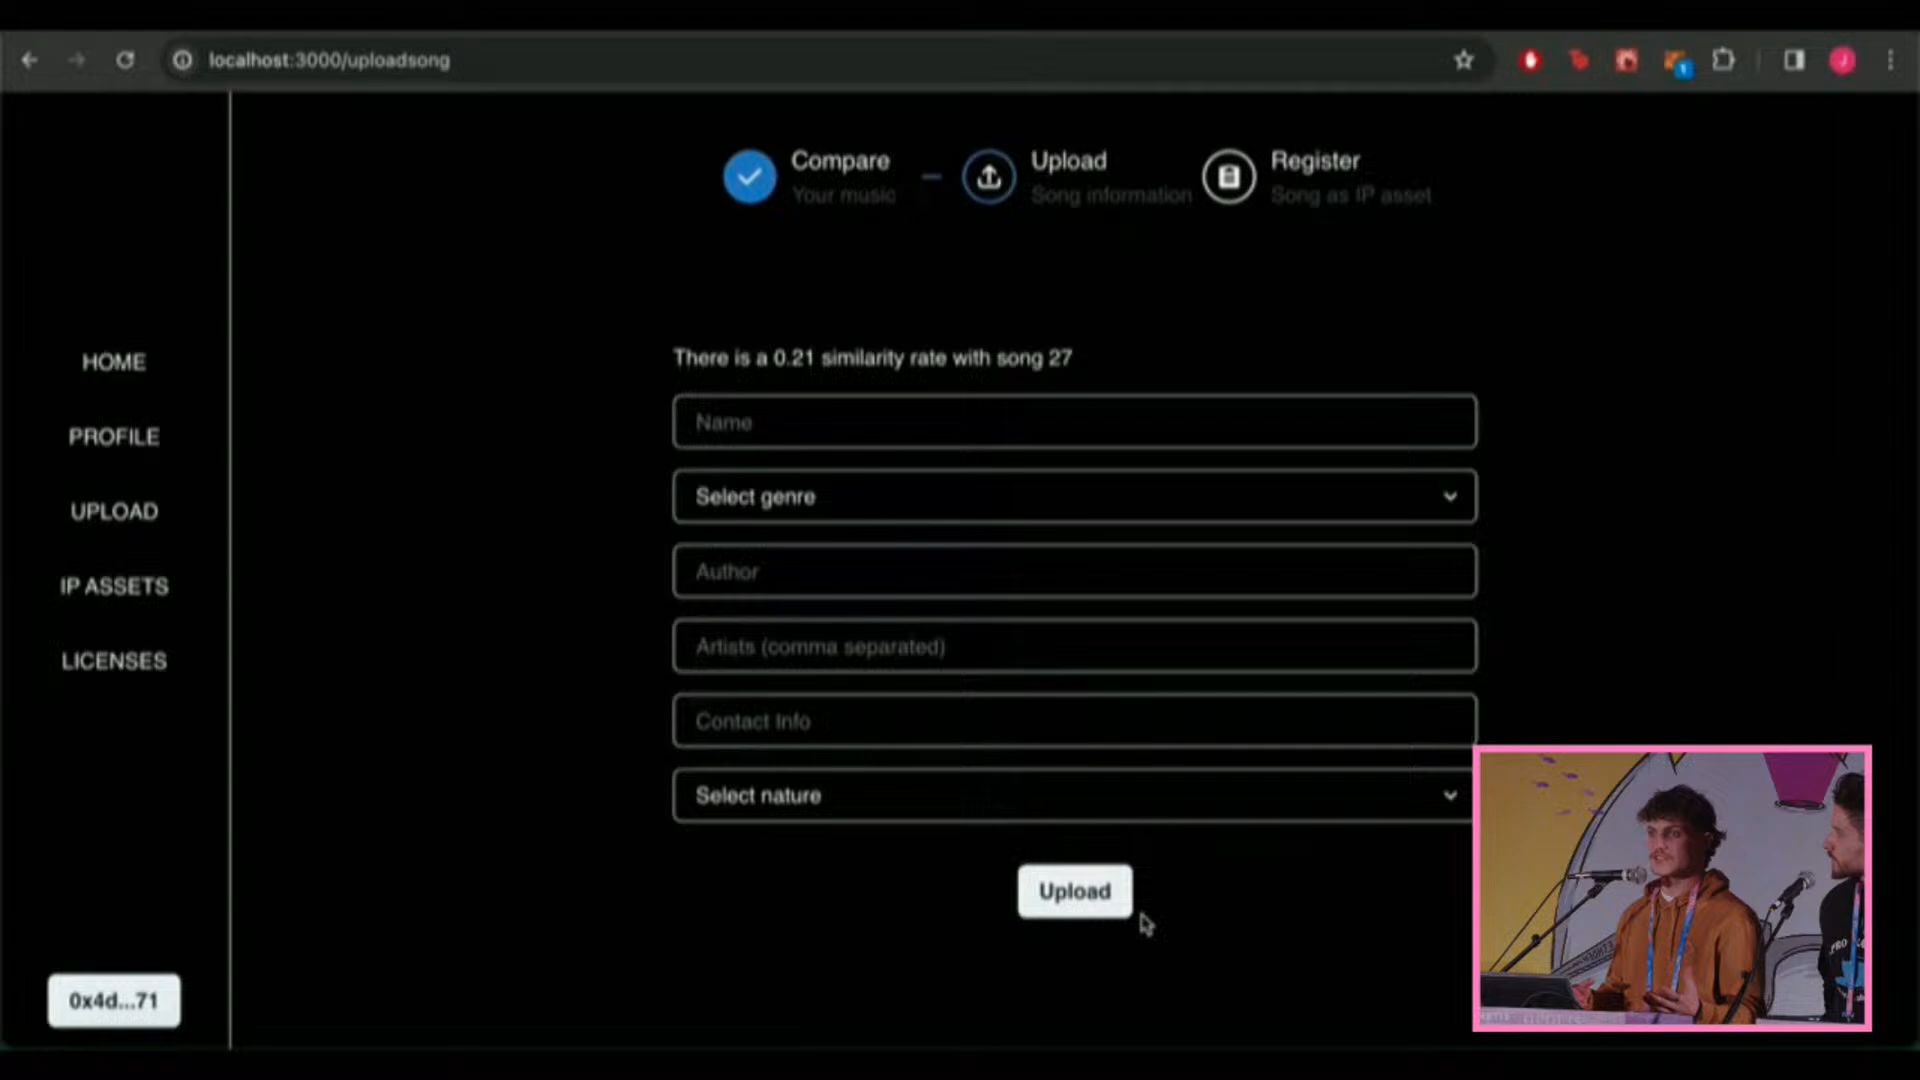 localhost:3000/uploadsong
1
J
Compare
Your music
Upload
Song information
Register
Song as IP asset
HOME
PROFILE
UPLOAD
IP ASSETS
LICENSES
There is a 0.21 similarity rate with song 27
Name
Select genre
Author
Artists (comma separated)
Contact Info
Select nature
Upload
0x4d...71